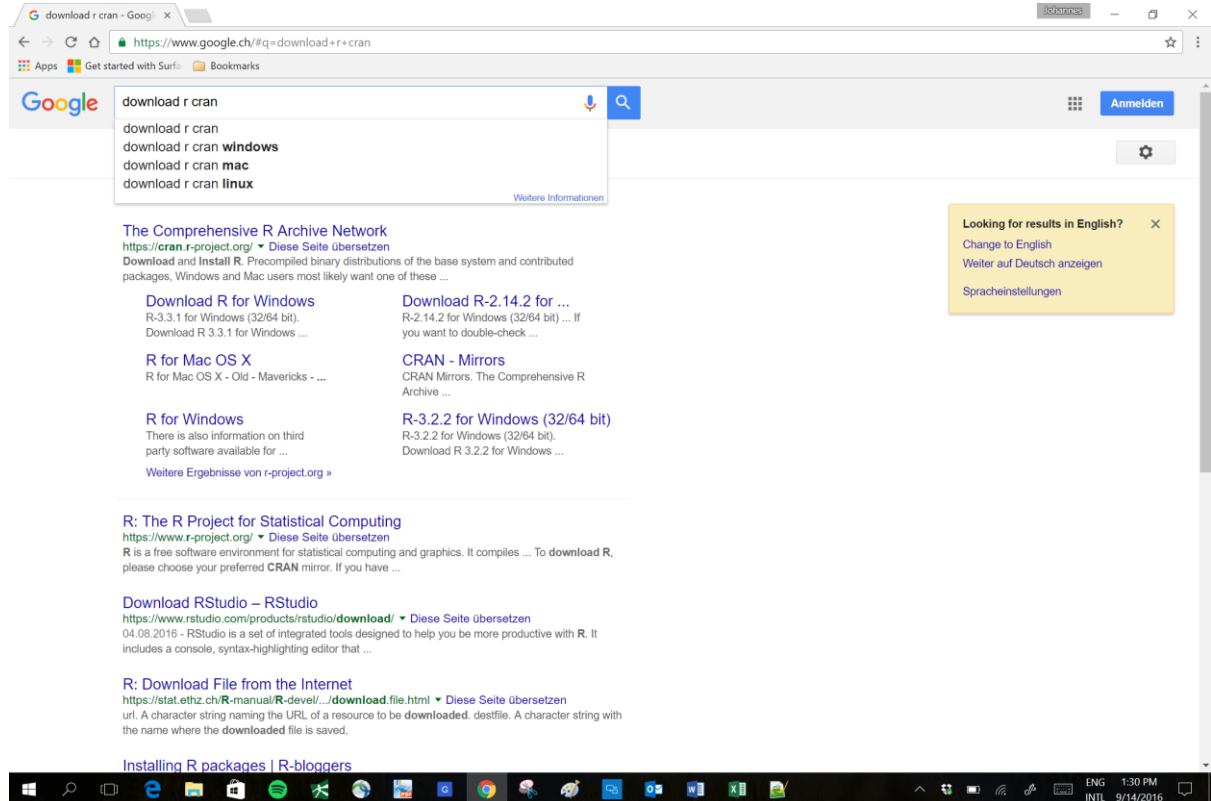 download r cran - Googl
Johannes
https://www.google.ch/#q=download+r+cran
Apps
Get started with Surfa
Bookmarks
Google
download r cran
Anmelden
download r cran
download r cran windows
download r cran mac
download r cran linux
Weitere Informationen
The Comprehensive R Archive Network
https://cran.r-project.org/ Diese Seite übersetzen
Download and Install R. Precompiled binary distributions of the base system and contributed
packages, Windows and Mac users most likely want one of these ...
Download R for Windows
R-3.3.1 for Windows (32/64 bit).
Download R 3.3.1 for Windows ...
Download R-2.14.2 for ...
R-2.14.2 for Windows (32/64 bit) ... If
you want to double-check ...
R for Mac OS X
R for Mac OS X - Old - Mavericks - ...
CRAN - Mirrors
CRAN Mirrors. The Comprehensive R
Archive ...
R for Windows
There is also information on third
party software available for ...
R-3.2.2 for Windows (32/64 bit)
R-3.2.2 for Windows (32/64 bit).
Download R 3.2.2 for Windows ...
Weitere Ergebnisse von r-project.org »
Looking for results in English?
Change to English
Weiter auf Deutsch anzeigen
Spracheinstellungen
R: The R Project for Statistical Computing
https://www.r-project.org/ Diese Seite übersetzen
R is a free software environment for statistical computing and graphics. It compiles ... To download R,
please choose your preferred CRAN mirror. If you have ...
Download RStudio – RStudio
https://www.rstudio.com/products/rstudio/download/ Diese Seite übersetzen
04.08.2016 - RStudio is a set of integrated tools designed to help you be more productive with R. It
includes a console, syntax-highlighting editor that ...
R: Download File from the Internet
https://stat.ethz.ch/R-manual/R-devel/.../download.file.html Diese Seite übersetzen
url. A character string naming the URL of a resource to be downloaded. destfile. A character string with
the name where the downloaded file is saved.
Installing R packages | R-bloggers
ENG
INTL
1:30 PM
9/14/2016